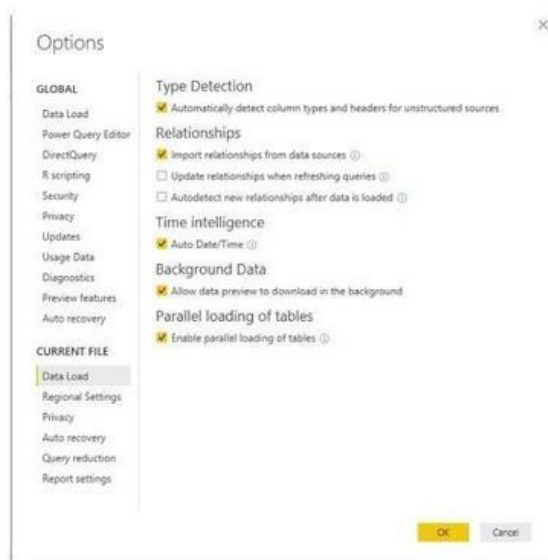 Options
GLOBAL
Data Load
Power Query Editor
DirectQuery
R scripting
Security
Privacy
Updates
Usage Data
Diagnostics
Preview features
Auto recovery
CURRENT FILE
Data Load
Regional Settings
Privacy
Auto recovery
Query reduction
Report settings
Type Detection
Automatically detect column types and headers for unstructured sources
Relationships
Import relationships from data sources
Update relationships when refreshing queries
Autodetect new relationships after data is loaded
Time intelligence
Auto Date/Time
Background Data
Allow data preview to download in the background
Parallel loading of tables
Enable parallel loading of tables
OK
Cancel